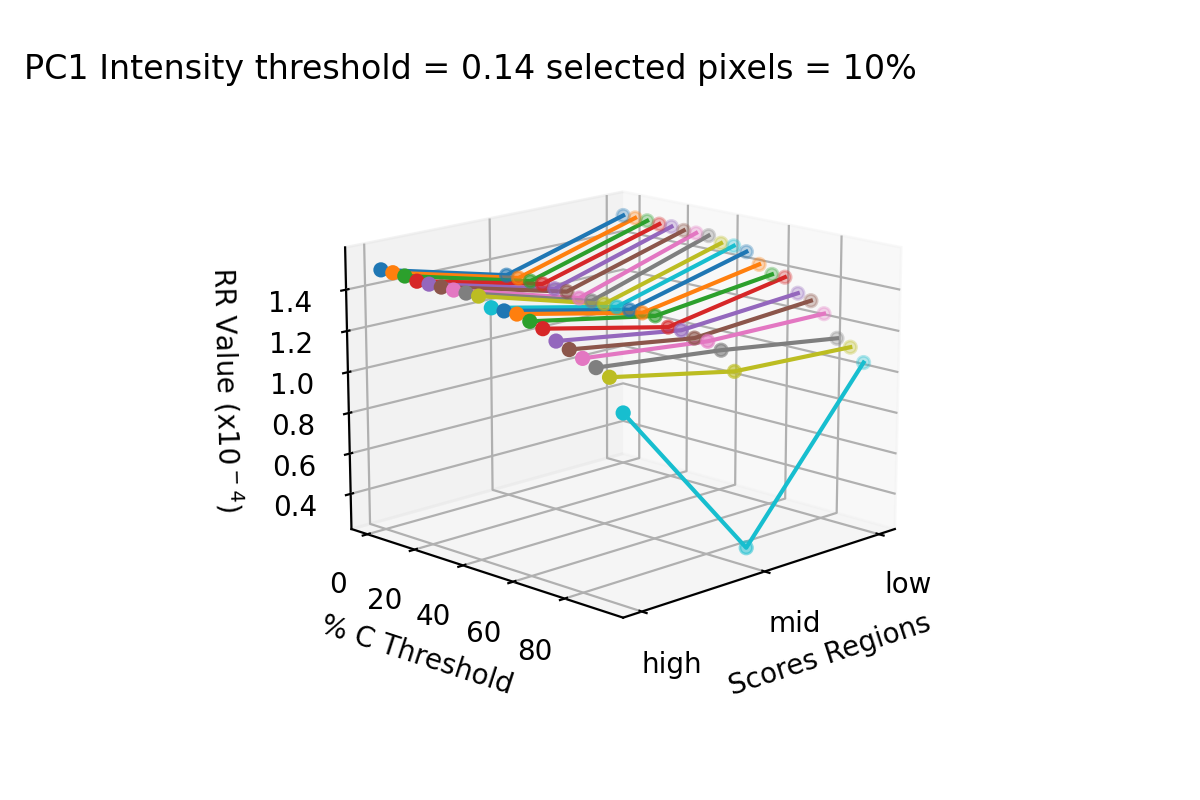 PC1 Intensity threshold = 0.14 selected pixels = 10%
RR Value (x10⁻⁴)
1.4
1.2
1.0
0.8
0.6
0.4
0
20
40
60
80
% C Threshold
high
mid
low
Scores Regions